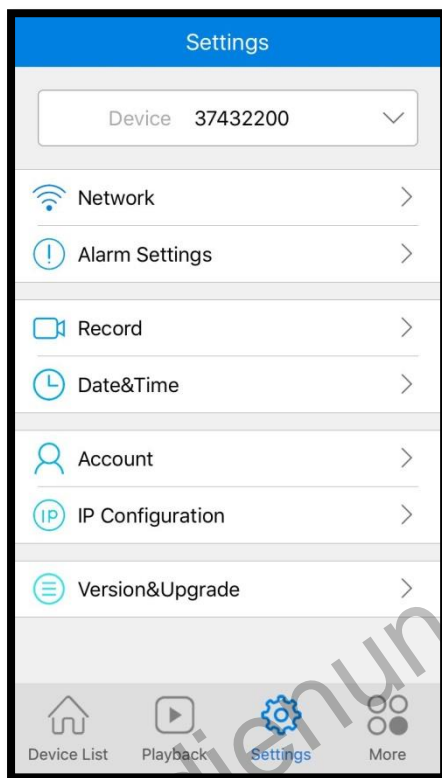 Settings
Device 37432200
Network
Alarm Settings
Record
Date&Time
Account
IP
IP Configuration
Version&Upgrade
Device List Playback Settings More